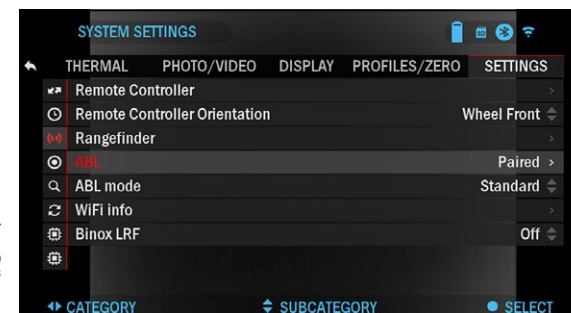 SYSTEM SETTINGS
THERMAL PHOTO/VIDEO DISPLAY PROFILES/ZERO SETTINGS
Remote Controller
Remote Controller Orientation Wheel Front
Rangefinder
ABL Paired
ABL mode Standard
WiFi info
Binox LRF Off
CATEGORY SUBCATEGORY SELECT